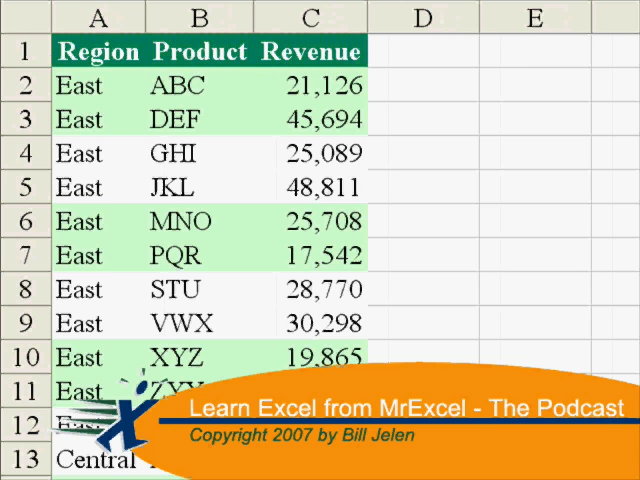 A B C D E
1 Region Product Revenue
2 East ABC 21,126
3 East DEF 45,694
4 East GHI 25,089
5 East JKL 48,811
6 East MNO 25,708
7 East PQR 17,542
8 East STU 28,770
9 East VWX 30,298
10 East XYZ 19,865
11 East
12 East
13 Central
Learn Excel from MrExcel - The Podcast
Copyright 2007 by Bill Jelen